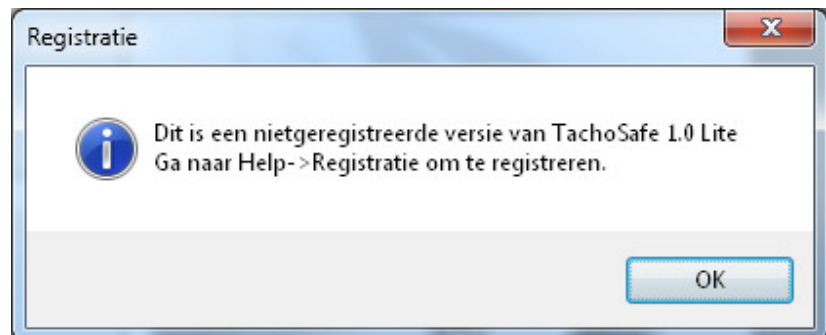 Registratie
Dit is een nietgeregistreerde versie van TachoSafe 1.0 Lite
Ga naar Help->Registratie om te registreren.
OK